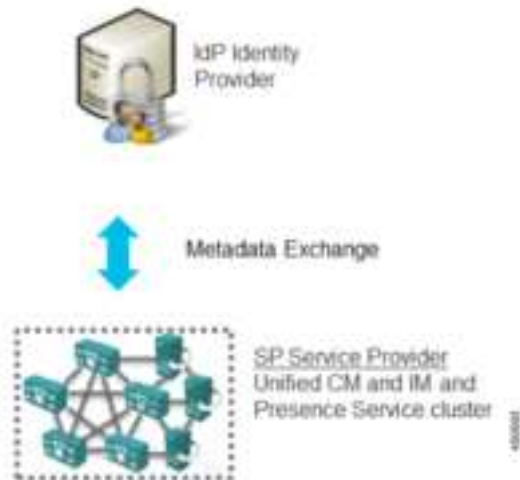 IdP Identity
Provider
Metadata Exchange
SP Service Provider
Unified CM and IM and
Presence Service cluster